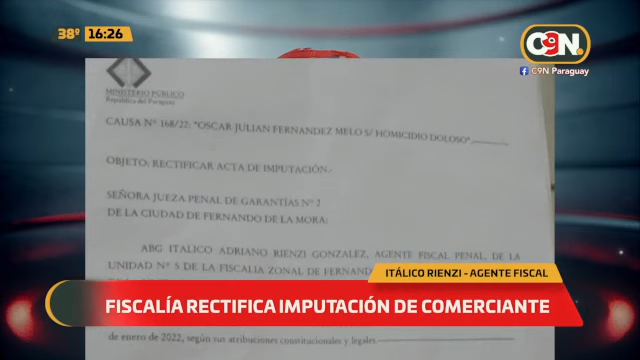 38º 16:26
C9N
C9N Paraguay
MINISTERIO PÚBLICO
República del Paraguay
CAUSA Nº 168/22: "OSCAR JULIAN FERNANDEZ MELO S/ HOMICIDIO DOLOSO".
OBJETO: RECTIFICAR ACTA DE IMPUTACIÓN.-
SEÑORA JUEZA PENAL DE GARANTÍAS Nº 2
DE LA CIUDAD DE FERNANDO DE LA MORA:
ABG ITALICO ADRIANO RIENZI GONZALEZ, AGENTE FISCAL PENAL, DE LA
UNIDAD Nº 5 DE LA FISCALIA ZONAL DE FERNAND
ITÁLICO RIENZI - AGENTE FISCAL
FISCALÍA RECTIFICA IMPUTACIÓN DE COMERCIANTE
de enero de 2022, según sus atribuciones constitucionales y legales.